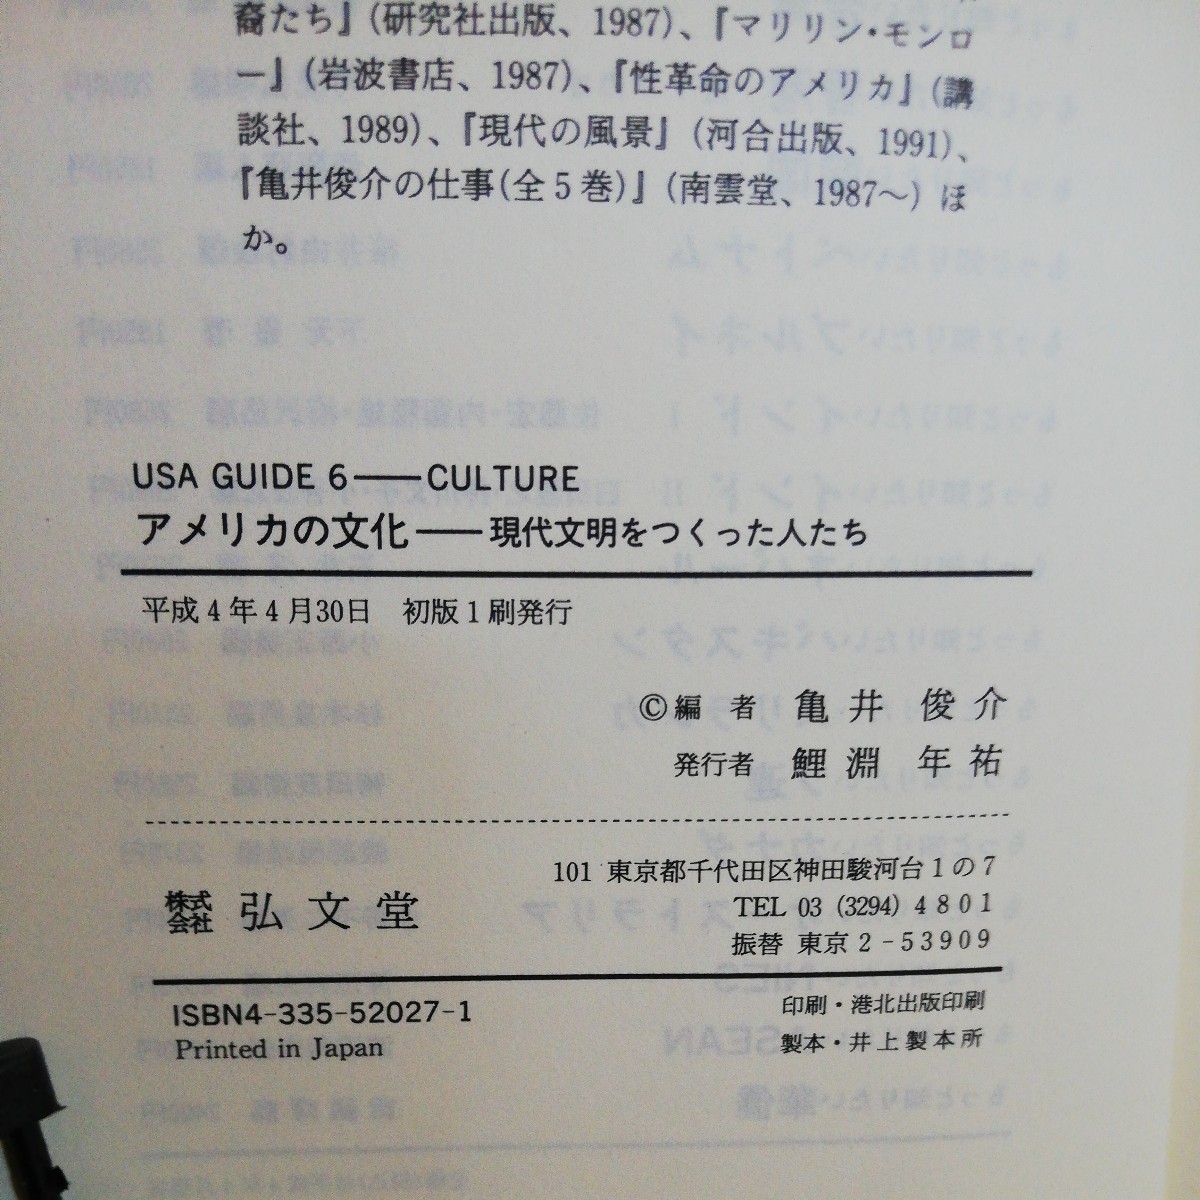 裔たち』(研究社出版、1987)、『マリリン・モンロ
ー』(岩波書店、1987)、『性革命のアメリカ』(講
談社、1989)、『現代の風景』(河合出版、1991)、
『亀井俊介の仕事(全5巻)』(南雲堂、1987〜)ほ
か。
USA GUIDE 6——CULTURE
アメリカの文化——現代文明をつくった人たち
平成4年4月30日 初版1刷発行
©編 者 亀井 俊介
発行者 鯉淵 年祐
株式会社 弘文堂
101 東京都千代田区神田駿河台1の7
TEL 03 (3294) 4801
振替 東京2-53909
ISBN4-335-52027-1
Printed in Japan
印刷・港北出版印刷
製本・井上製本所